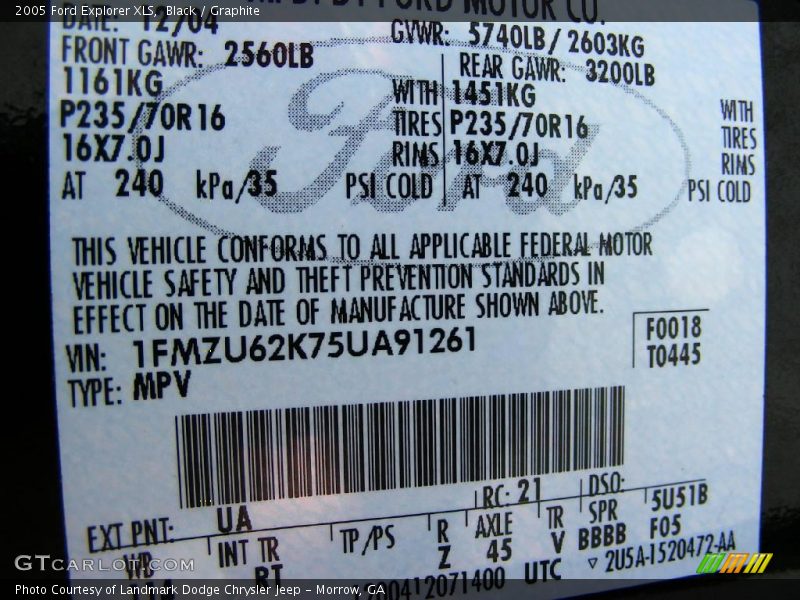 2005 Ford Explorer XLS, Black / Graphite
FORD MOTOR CO.
DATE: 12/04 GVWR: 5740LB / 2603KG
FRONT GAWR: 2560LB REAR GAWR: 3200LB
1161KG WITH 1451KG WITH
P235/70R16 TIRES P235/70R16 TIRES
16X7.0J RIMS 16X7.0J RIMS
AT 240 kPa/35 PSI COLD AT 240 kPa/35 PSI COLD
Ford
THIS VEHICLE CONFORMS TO ALL APPLICABLE FEDERAL MOTOR
VEHICLE SAFETY AND THEFT PREVENTION STANDARDS IN
EFFECT ON THE DATE OF MANUFACTURE SHOWN ABOVE.
VIN: 1FMZU62K75UA91261 F0018
TYPE: MPV T0445
EXT PNT: UA RC: 21 DSO: 5U51B
WB INT TR TP/PS R AXLE TR SPR F05
RT Z 45 V BBBB
UTC ▽ 2U5A-1520472-AA
GTcarlot.com
Photo Courtesy of Landmark Dodge Chrysler Jeep - Morrow, GA